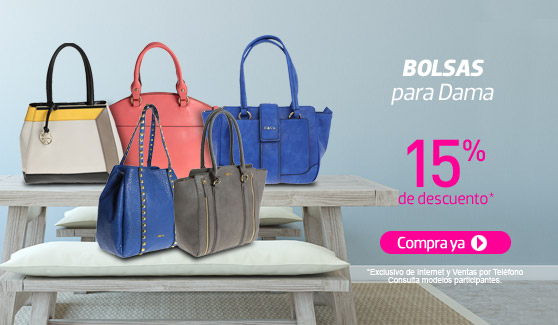 BOLSAS
para Dama
15%
de descuento*
Compra ya
*Exclusivo de Internet y Ventas por Teléfono
Consulta modelos participantes.